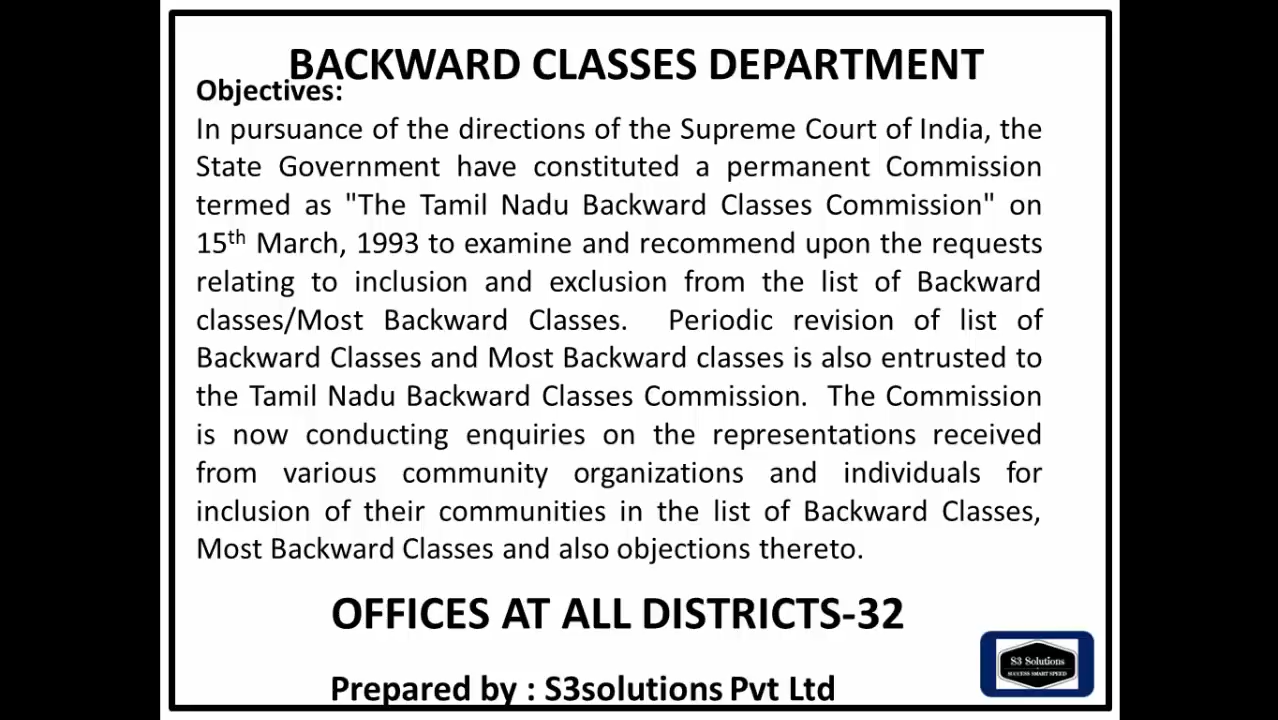 BACKWARD CLASSES DEPARTMENT
Objectives:
In pursuance of the directions of the Supreme Court of India, the
State Government have constituted a permanent Commission
termed as "The Tamil Nadu Backward Classes Commission" on
15th March, 1993 to examine and recommend upon the requests
relating to inclusion and exclusion from the list of Backward
classes/Most Backward Classes. Periodic revision of list of
Backward Classes and Most Backward classes is also entrusted to
the Tamil Nadu Backward Classes Commission. The Commission
is now conducting enquiries on the representations received
from various community organizations and individuals for
inclusion of their communities in the list of Backward Classes,
Most Backward Classes and also objections thereto.
OFFICES AT ALL DISTRICTS-32
Prepared by : S3solutions Pvt Ltd
S3 Solutions
SUCCESS SMART SPEED